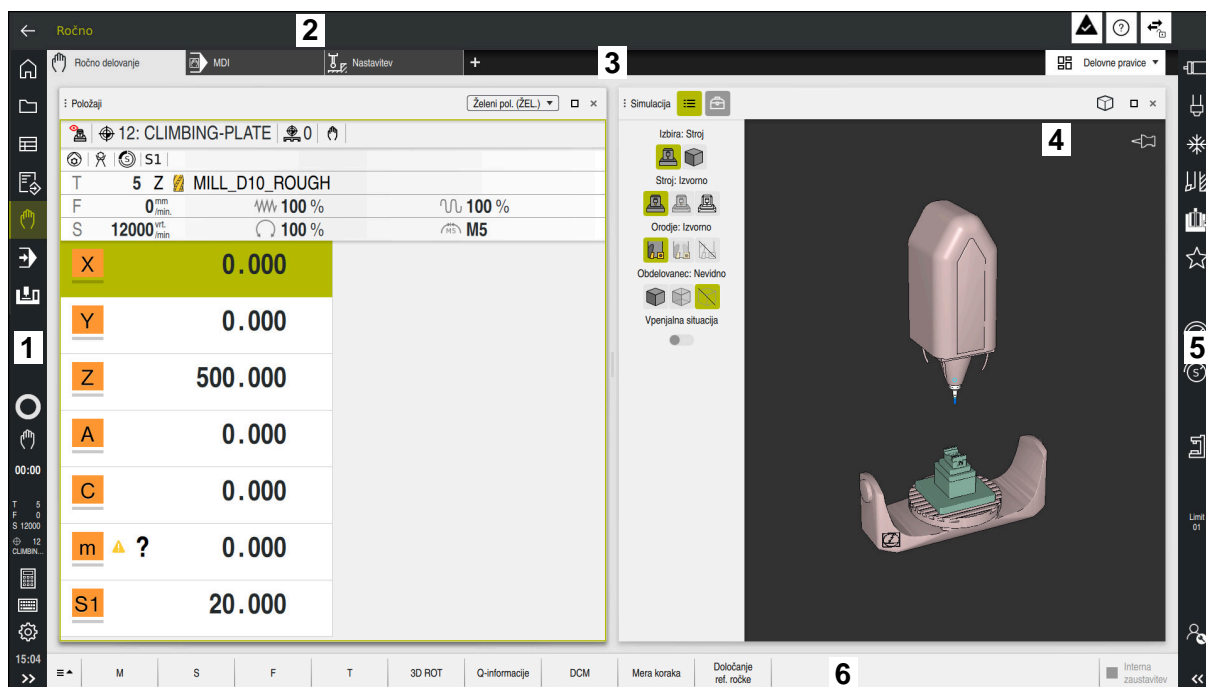 Ročno
2
Ročno delovanje
MDI
Nastavitev
+
3
Delovne pravice
Položaji
Želeni pol. (ŽEL.)
12: CLIMBING-PLATE
0
S1
T 5 Z MILL_D10_ROUGH
F 0 mm/min. 100 % 100 %
S 12000 vrt./min 100 % M5
X 0.000
Y 0.000
Z 500.000
A 0.000
C 0.000
m ? 0.000
S1 20.000
Simulacija
4
Izbira: Stroj
Stroj: Izvorno
Orodje: Izvorno
Obdelovanec: Nevidno
Vpenjalna situacija
1
00:00
T 5
F 0
S 12000
12
CLIMBIN...
15:04
5
S
Limit
01
M
S
F
T
3D ROT
Q-informacije
DCM
Mera koraka
Določanje
ref. ročke
6
Interna
zaustavitev